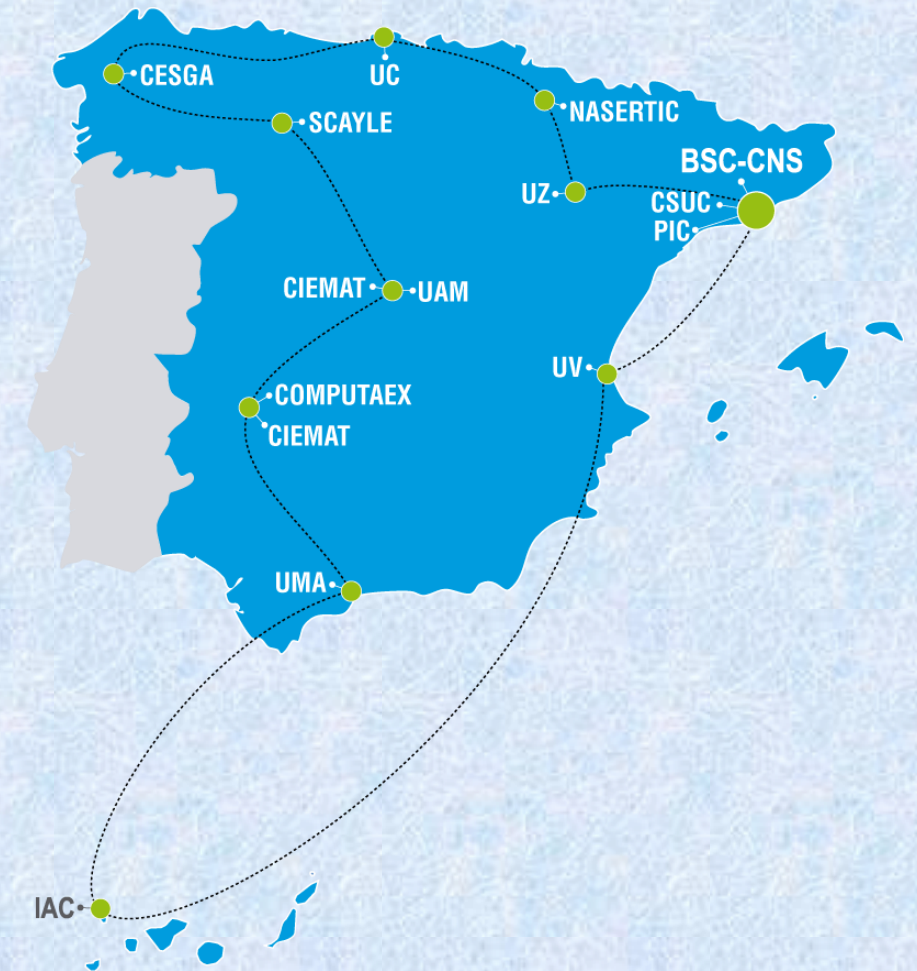 UC
CESGA
NASERTIC
SCAYLE
BSC-CNS
UZ
CSUC
PIC
CIEMAT
UAM
UV
COMPUTAEX
CIEMAT
UMA
IAC